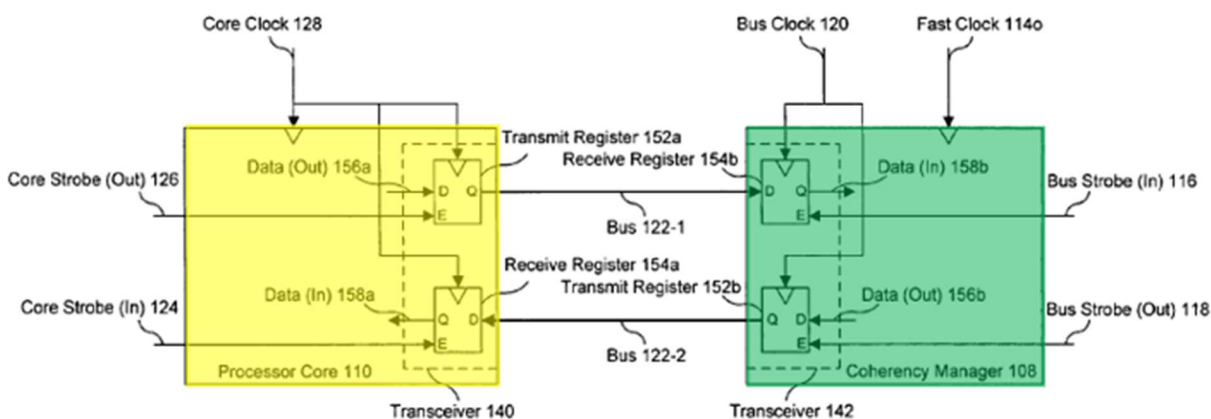 Core Clock 128
Bus Clock 120
Fast Clock 114o
Transmit Register 152a
Receive Register 154b
Data (Out) 156a
Data (In) 158b
Core Strobe (Out) 126
D Q
D Q
Bus Strobe (In) 116
E
E
Bus 122-1
Receive Register 154a
Transmit Register 152b
Data (In) 158a
Data (Out) 156b
Core Strobe (In) 124
Q D
Q D
Bus Strobe (Out) 118
E
E
Bus 122-2
Processor Core 110
Coherency Manager 108
Transceiver 140
Transceiver 142